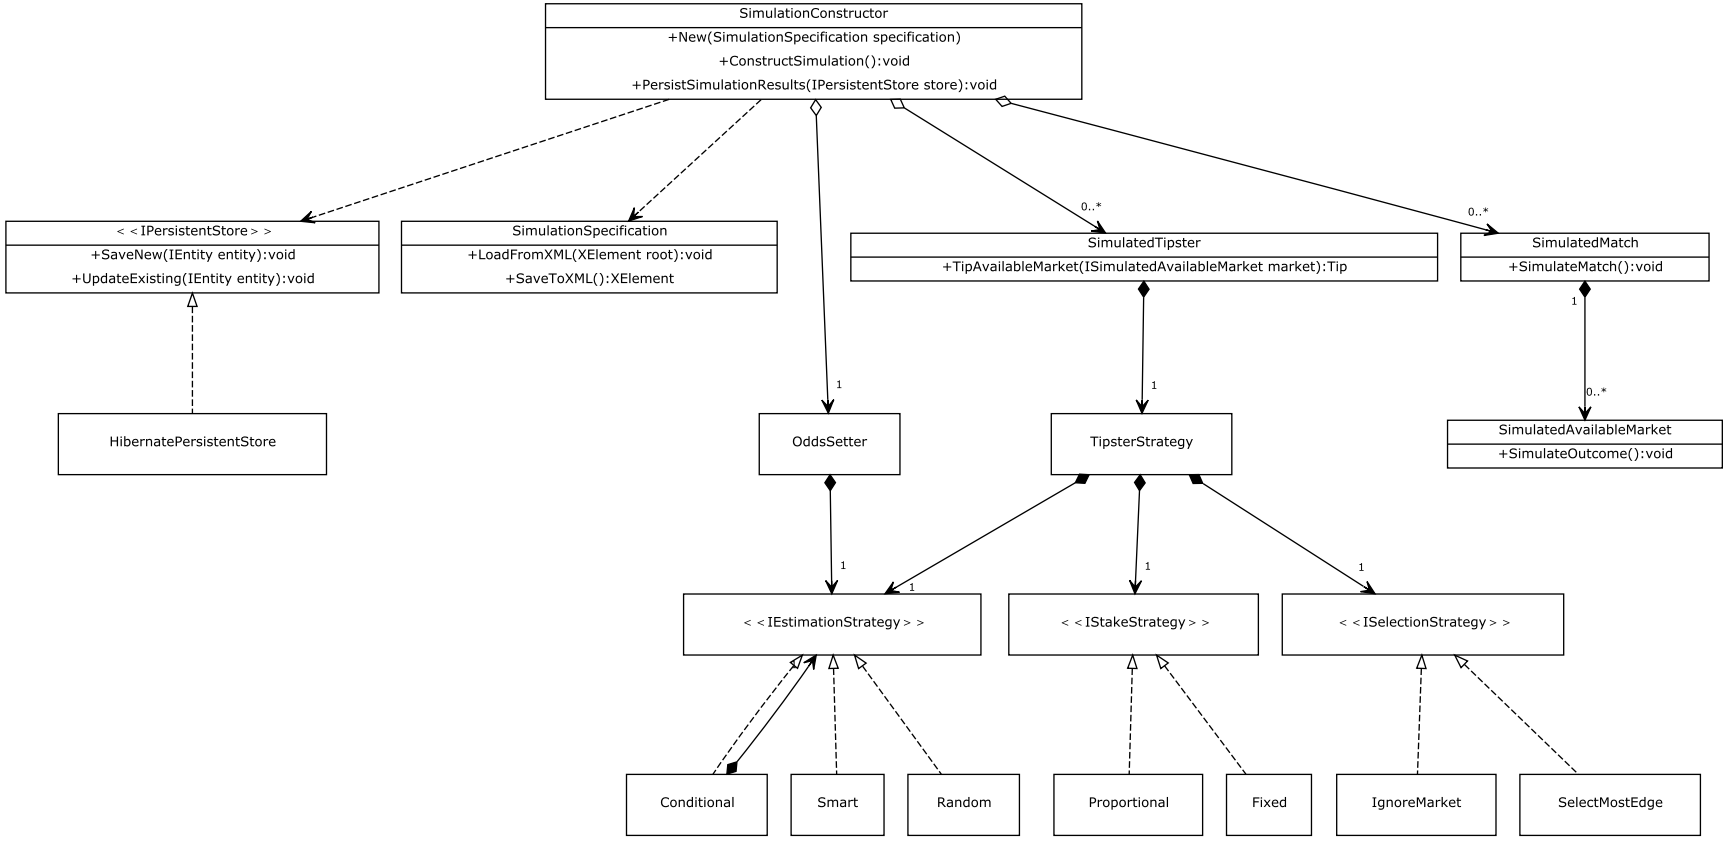 SimulationConstructor
+New(SimulationSpecification specification)
+ConstructSimulation():void
+PersistSimulationResults(IPersistentStore store):void
0..*
0..*
<<IPersistentStore>>
+SaveNew(IEntity entity):void
+UpdateExisting(IEntity entity):void
SimulationSpecification
+LoadFromXML(XElement root):void
+SaveToXML():XElement
SimulatedTipster
+TipAvailableMarket(ISimulatedAvailableMarket market):Tip
SimulatedMatch
+SimulateMatch():void
1
1
1
0..*
HibernatePersistentStore
OddsSetter
TipsterStrategy
SimulatedAvailableMarket
+SimulateOutcome():void
1
1
1
1
<<IEstimationStrategy>>
<<IStakeStrategy>>
<<ISelectionStrategy>>
Conditional
Smart
Random
Proportional
Fixed
IgnoreMarket
SelectMostEdge